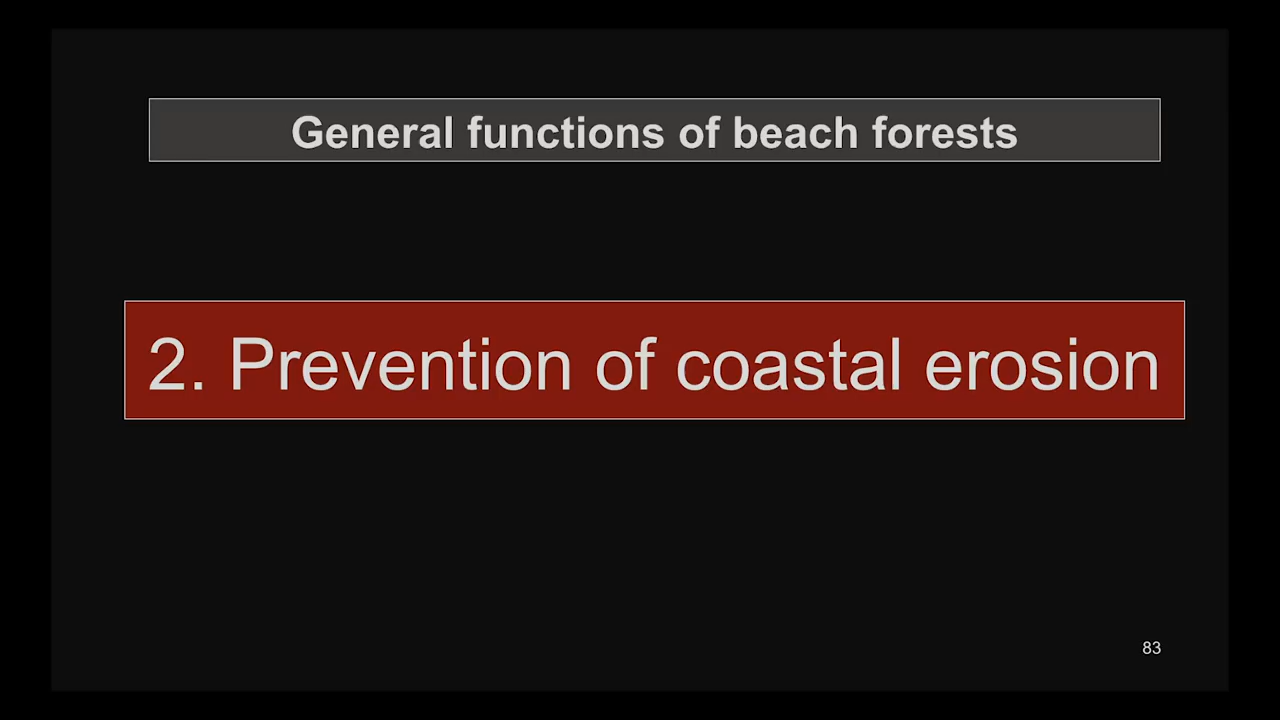 General functions of beach forests
2. Prevention of coastal erosion
83